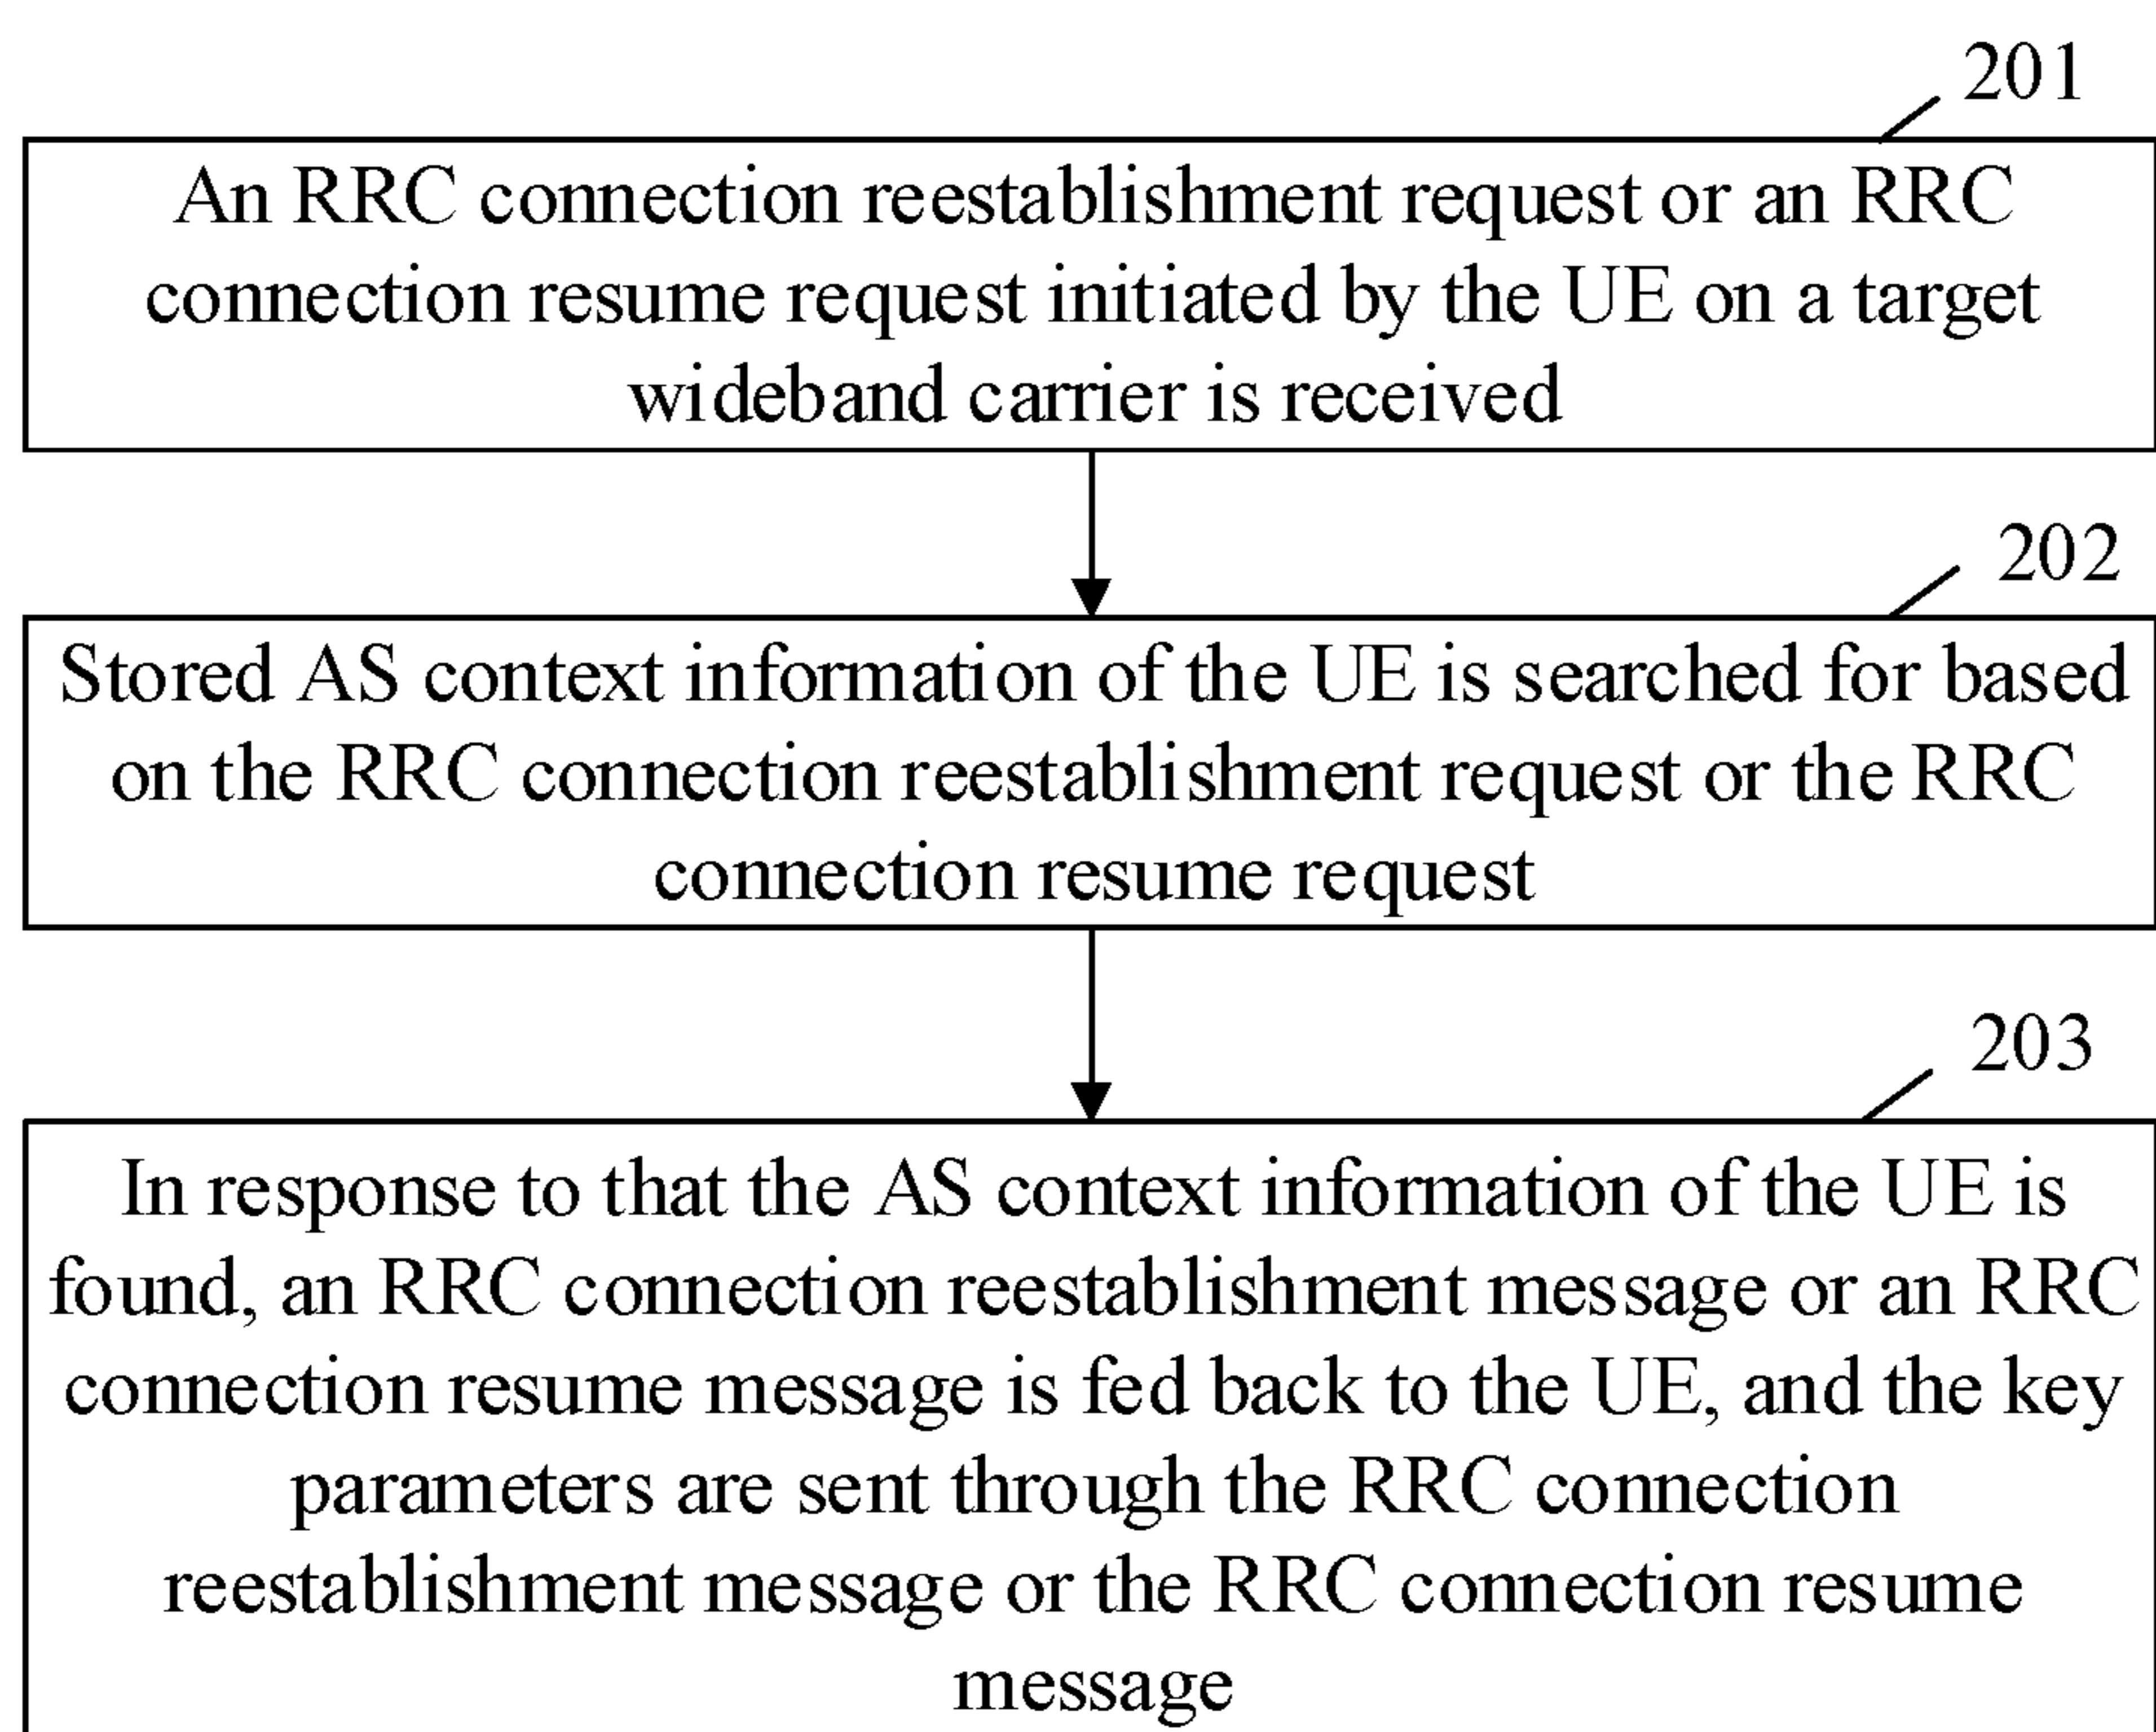 201
An RRC connection reestablishment request or an RRC
connection resume request initiated by the UE on a target
wideband carrier is received
202
Stored AS context information of the UE is searched for based
on the RRC connection reestablishment request or the RRC
connection resume request
203
In response to that the AS context information of the UE is
found, an RRC connection reestablishment message or an RRC
connection resume message is fed back to the UE, and the key
parameters are sent through the RRC connection
reestablishment message or the RRC connection resume
message